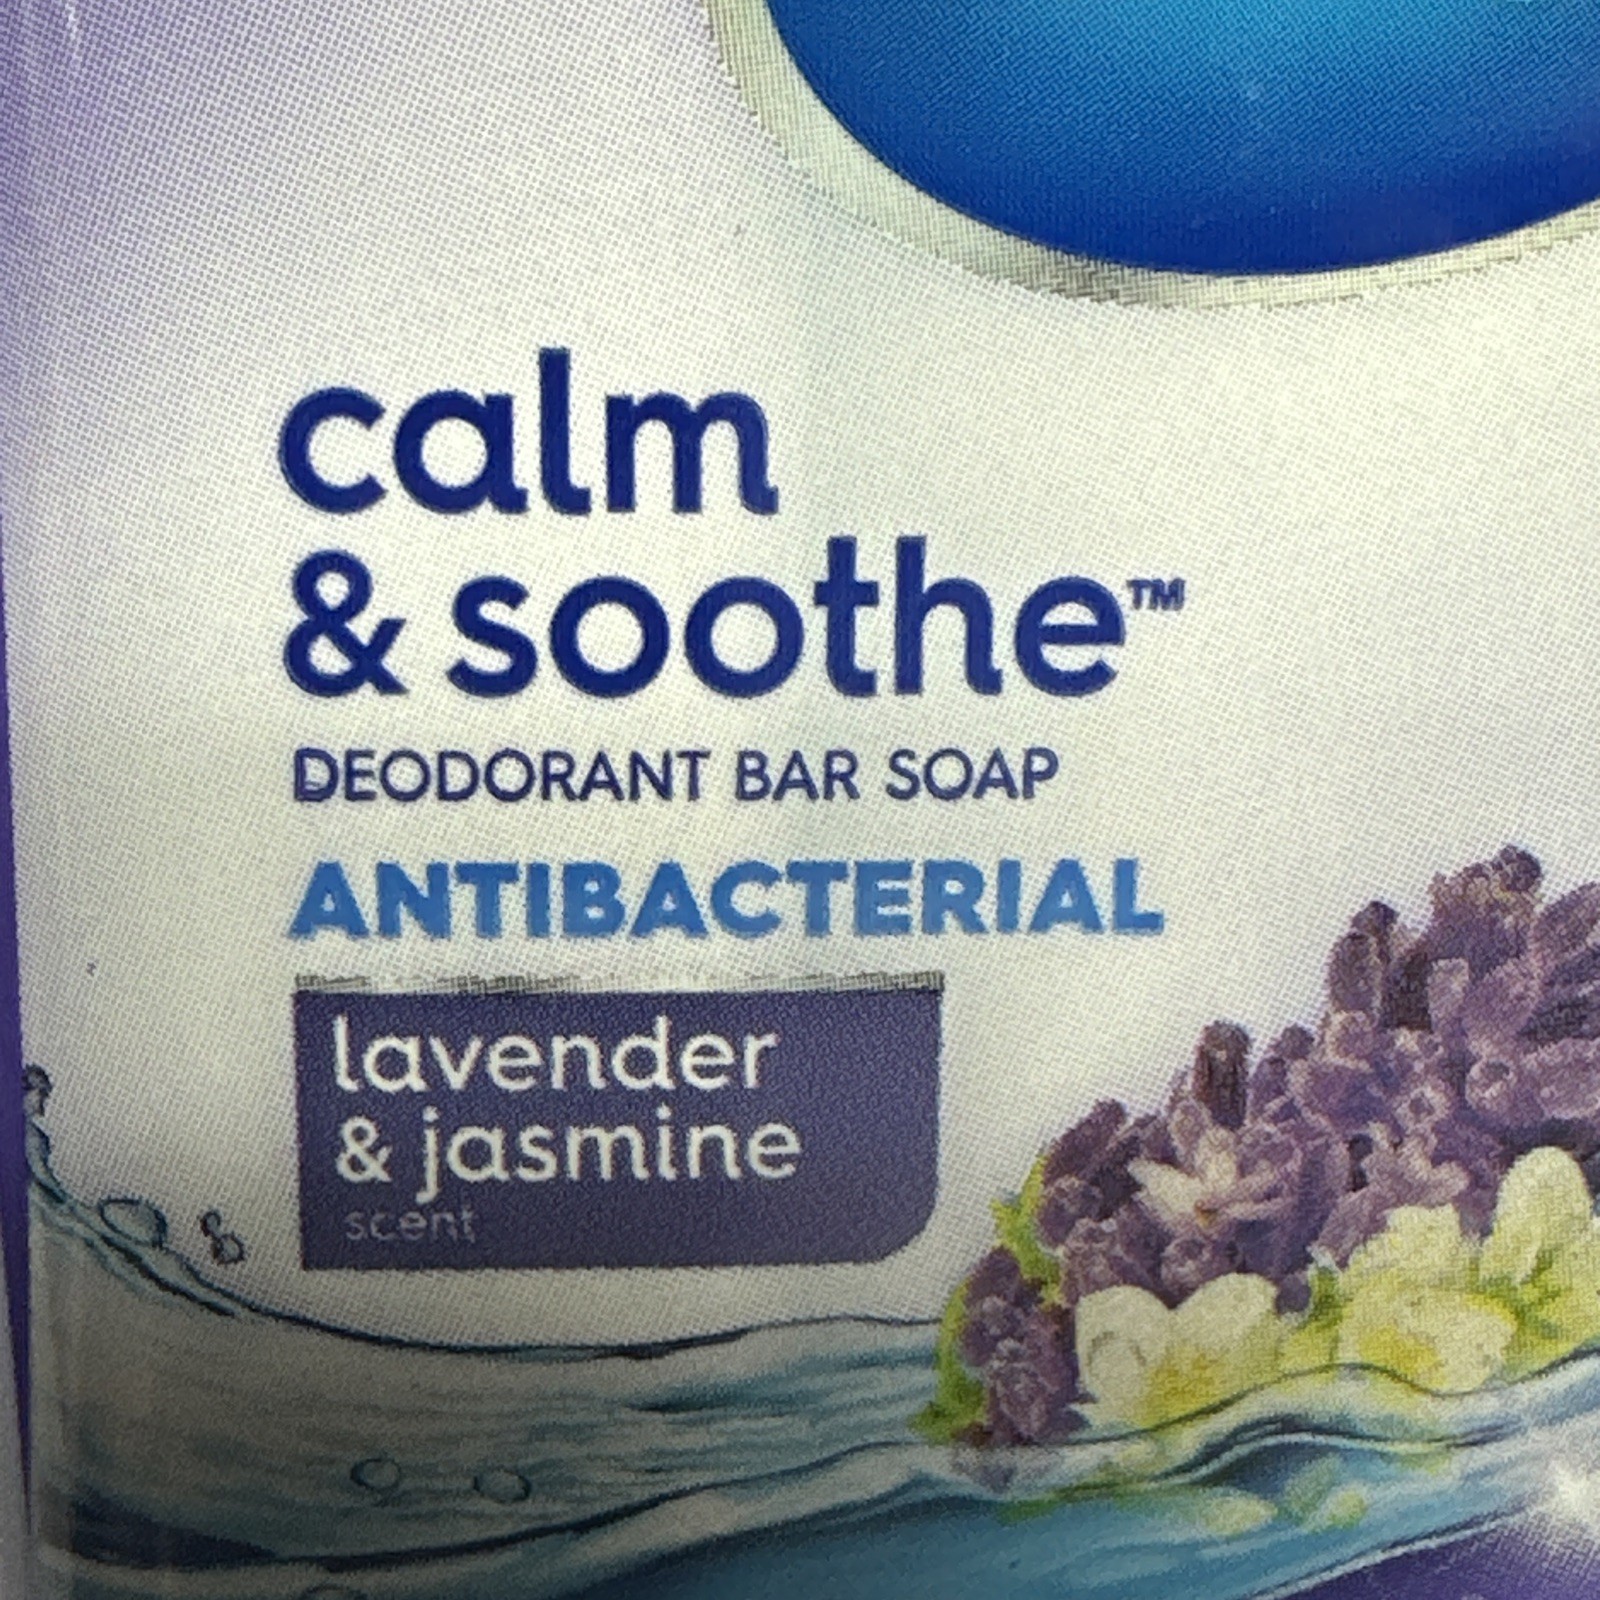 calm
& soothe™
DEODORANT BAR SOAP
ANTIBACTERIAL
lavender
& jasmine
scent